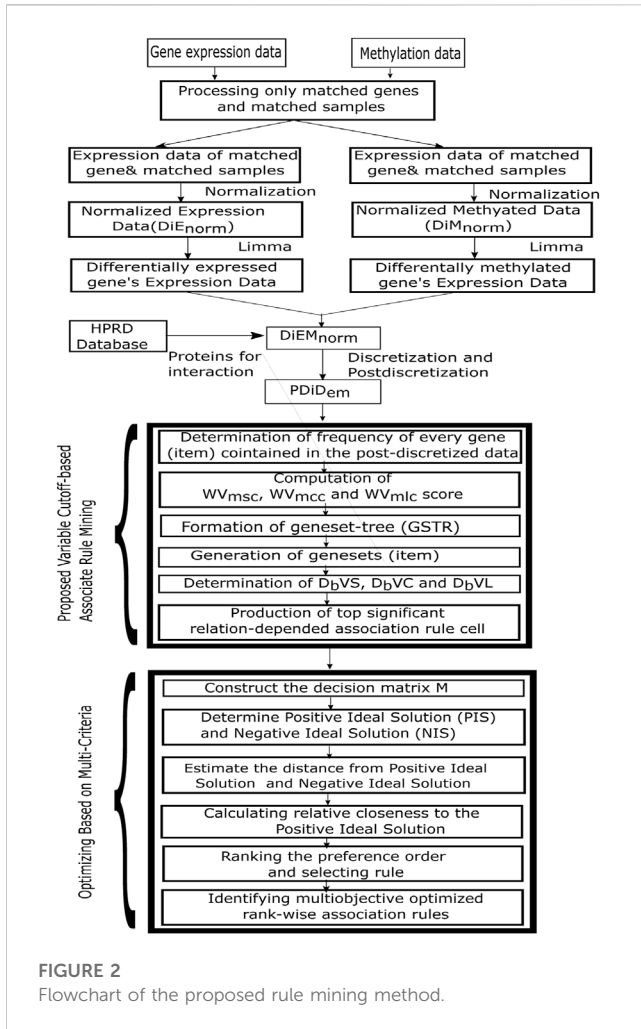 Gene expression data
Methylation data
Processing only matched genes
and matched samples
Expression data of matched
gene& matched samples
Expression data of matched
gene& matched samples
Normalization
Normalization
Normalized Expression
Data(DiEnorm)
Normalized Methyated Data
(DiMnorm)
Limma
Limma
Differentially expressed
gene's Expression Data
Differentially methylated
gene's Expression Data
HPRD
Database
DiEMnorm
Proteins for
interaction
Discretization and
Postdiscretization
PDiDem
Proposed Variable Cutoff-based
Associate Rule Mining
Determination of frequency of every gene
(item) cointained in the post-discretized data
Computation of
WVmsc, WVmcc and WVmlc score
Formation of geneset-tree (GSTR)
Generation of genesets (item)
Determination of DbVS, DbVC and DbVL
Production of top significant
relation-depended association rule cell
Optimizing Based on Multi-Criteria
Construct the decision matrix M
Determine Positive Ideal Solution (PIS)
and Negative Ideal Solution (NIS)
Estimate the distance from Positive Ideal
Solution and Negative Ideal Solution
Calculating relative closeness to the
Positive Ideal Solution
Ranking the preference order
and selecting rule
Identifying multiobjective optimized
rank-wise association rules
FIGURE 2
Flowchart of the proposed rule mining method.